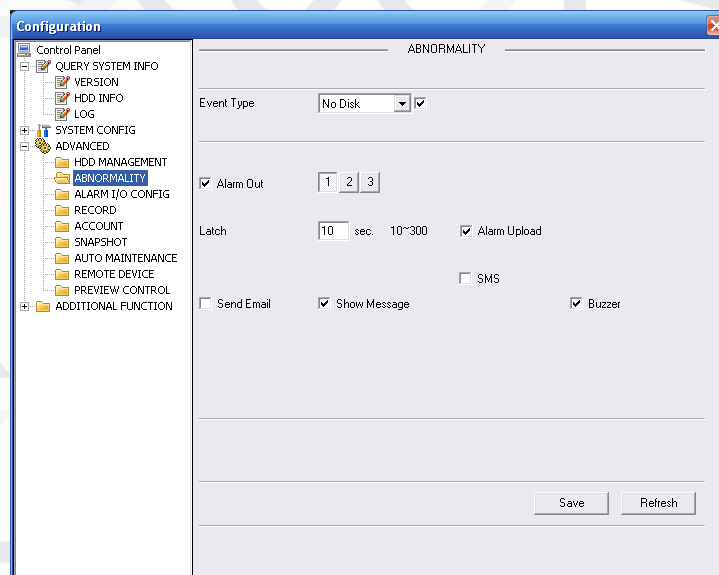 Configuration
Control Panel
QUERY SYSTEM INFO
VERSION
HDD INFO
LOG
SYSTEM CONFIG
ADVANCED
HDD MANAGEMENT
ABNORMALITY
ALARM I/O CONFIG
RECORD
ACCOUNT
SNAPSHOT
AUTO MAINTENANCE
REMOTE DEVICE
PREVIEW CONTROL
ADDITIONAL FUNCTION
ABNORMALITY
Event Type No Disk
Alarm Out 1 2 3
Latch 10 sec. 10~300 Alarm Upload
SMS
Send Email Show Message Buzzer
Save Refresh